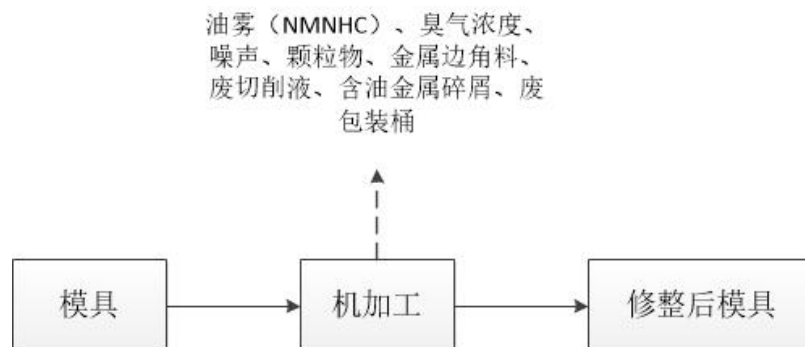 油雾（NMNHC）、臭气浓度、
噪声、颗粒物、金属边角料、
废切削液、含油金属碎屑、废
包装桶
模具
机加工
修整后模具